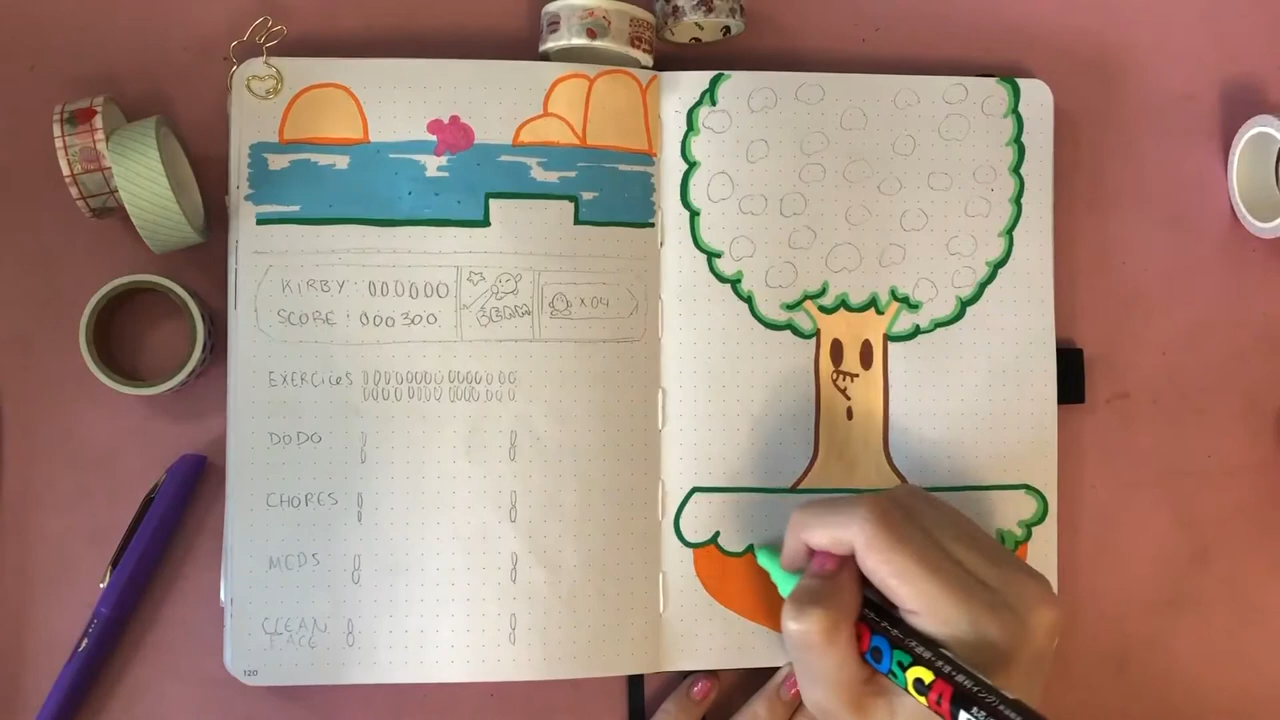 KIRBY: 000000
SCORE: 000300
BEAM
X04
EXERCICES
DODO
CHORES
MEDS
CLEAN
FACE
120
POSCA